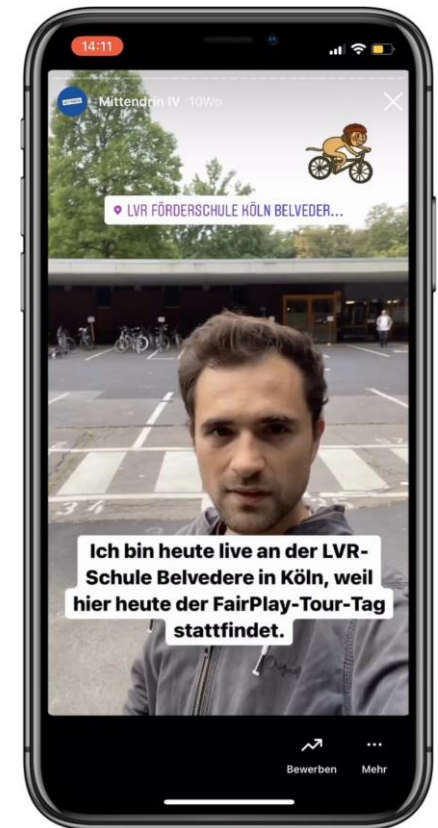 14:11
Mittendrin IV 10Wo.
LVR FÖRDERSCHULE KÖLN BELVEDER...
34
Ich bin heute live an der LVR-
Schule Belvedere in Köln, weil
hier heute der FairPlay-Tour-Tag
stattfindet.
Bewerben Mehr